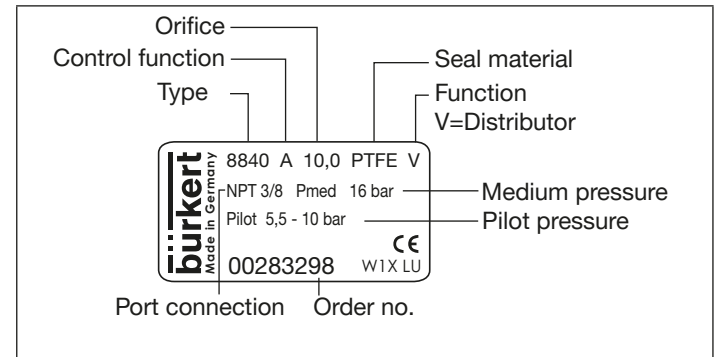 Orifice
Control function
Seal material
Type
Function
V=Distributor
bürkert
Made in Germany
8840 A 10,0 PTFE V
NPT 3/8 Pmed 16 bar
Medium pressure
Pilot 5,5 - 10 bar
Pilot pressure
CE
00283298 W1X LU
Port connection
Order no.